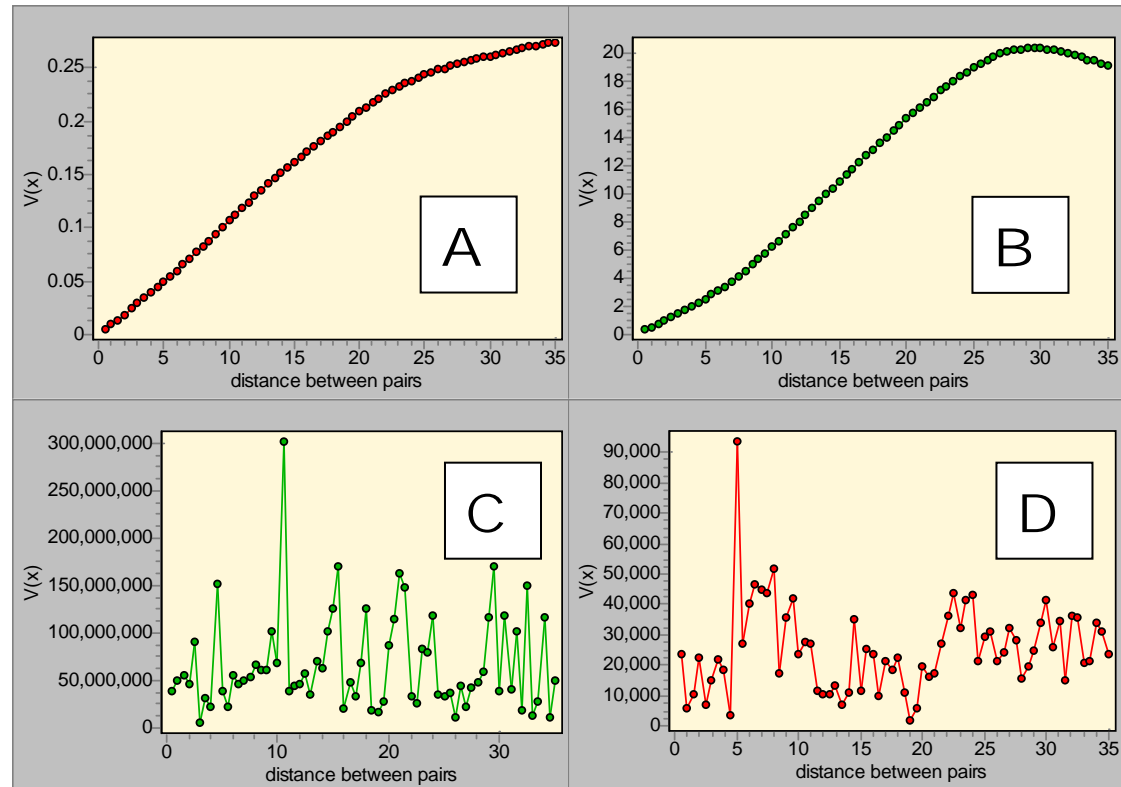 0.25
0.2
0.15
0.1
0.05
0
V(x)
A
0 5 10 15 20 25 30 35
distance between pairs
20
18
16
14
12
10
8
6
4
2
0
V(x)
B
0 5 10 15 20 25 30 35
distance between pairs
300,000,000
250,000,000
200,000,000
150,000,000
100,000,000
50,000,000
0
V(x)
C
0 10 20 30
distance between pairs
90,000
80,000
70,000
60,000
50,000
40,000
30,000
20,000
10,000
0
V(x)
D
0 5 10 15 20 25 30 35
distance between pairs